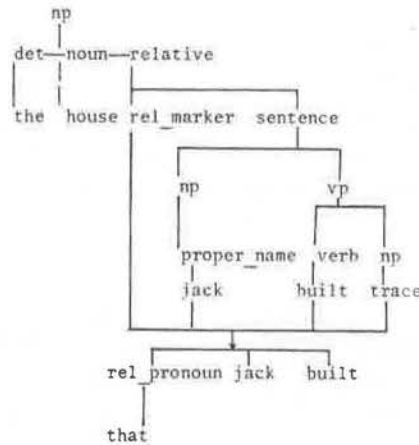 np
det noun relative
the house rel_marker sentence
np vp
proper_name verb np
jack built trace
rel_pronoun jack built
that